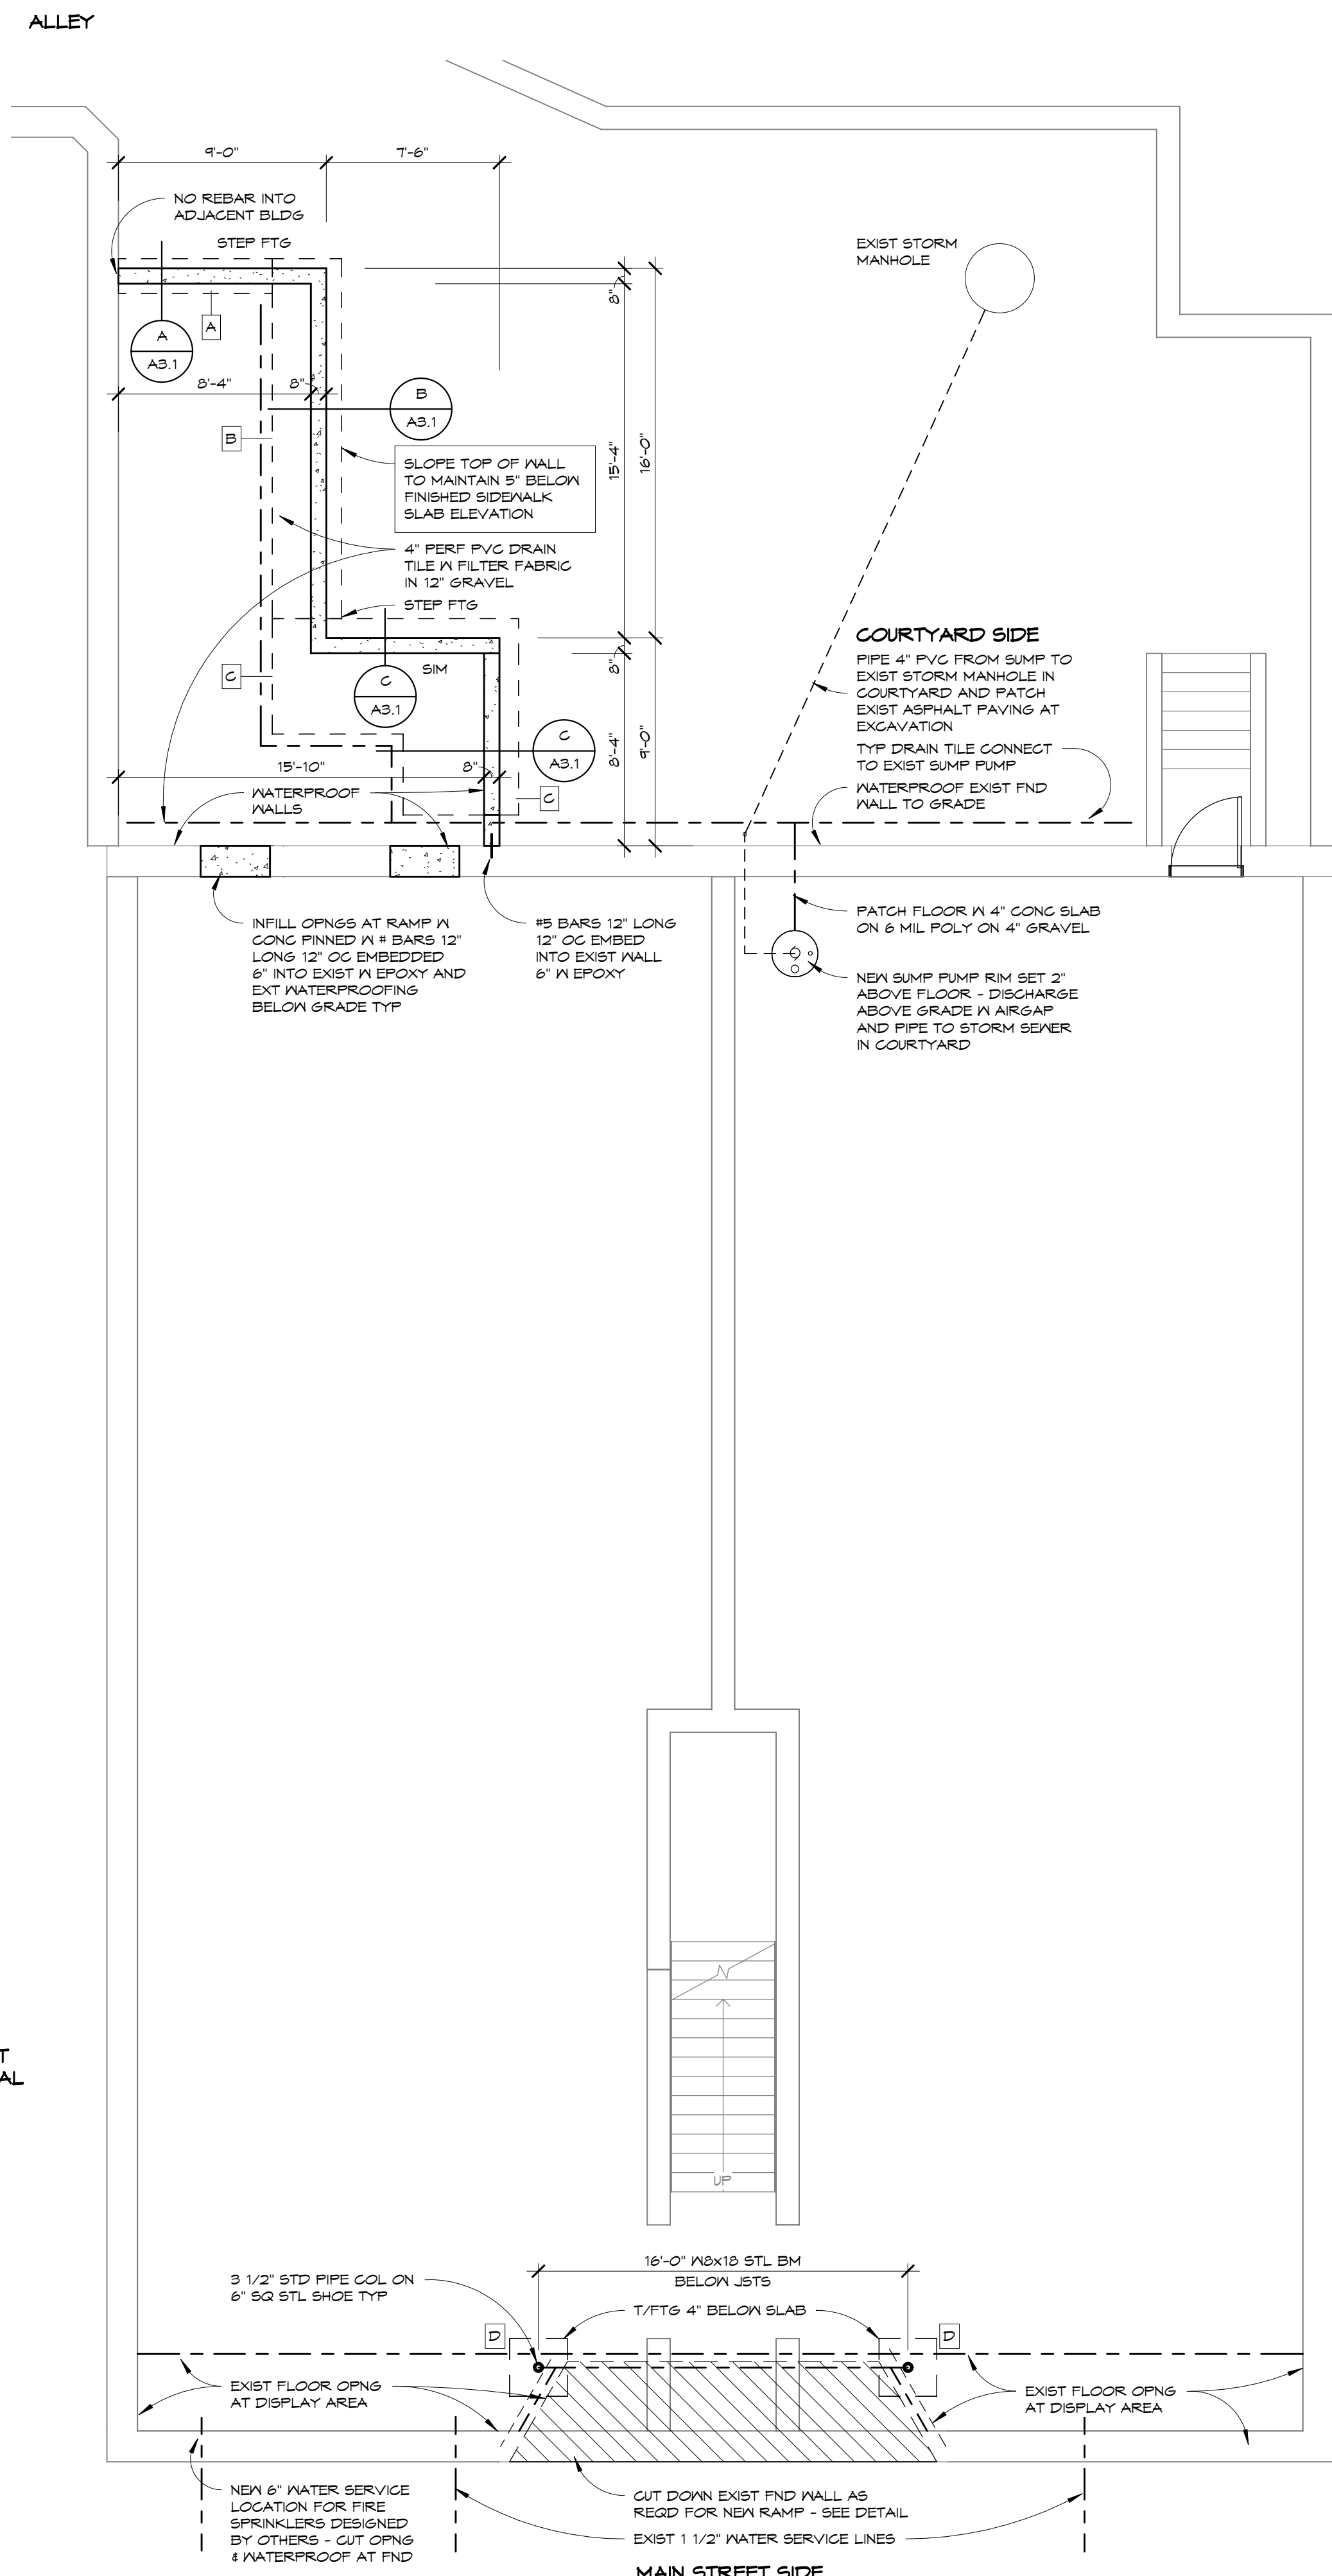 ALLEY
9'-0"
7'-6"
NO REBAR INTO
ADJACENT BLDG
STEP FTG
EXIST STORM
MANHOLE
8"
A
A
A3.1
8'-4"
8"
B
A3.1
B
15'-4"
16'-0"
SLOPE TOP OF WALL
TO MAINTAIN 5" BELOW
FINISHED SIDEWALK
SLAB ELEVATION
4" PERF PVC DRAIN
TILE W FILTER FABRIC
IN 12" GRAVEL
STEP FTG
COURTYARD SIDE
PIPE 4" PVC FROM SUMP TO
EXIST STORM MANHOLE IN
COURTYARD AND PATCH
EXIST ASPHALT PAVING AT
EXCAVATION
C
SIM
8"
C
A3.1
C
A3.1
8'-4"
9'-0"
TYP DRAIN TILE CONNECT
TO EXIST SUMP PUMP
15'-10"
8"
WATERPROOF
WALLS
C
WATERPROOF EXIST FND
WALL TO GRADE
INFILL OPNGS AT RAMP W
CONC PINNED W # BARS 12"
LONG 12" OC EMBEDDED
6" INTO EXIST W EPOXY AND
EXT WATERPROOFING
BELOW GRADE TYP
#5 BARS 12" LONG
12" OC EMBED
INTO EXIST WALL
6" W EPOXY
PATCH FLOOR W 4" CONC SLAB
ON 6 MIL POLY ON 4" GRAVEL
NEW SUMP PUMP RIM SET 2"
ABOVE FLOOR - DISCHARGE
ABOVE GRADE W AIRGAP
AND PIPE TO STORM SEWER
IN COURTYARD
T
AL
UP
16'-0" W8x18 STL BM
BELOW JSTS
3 1/2" STD PIPE COL ON
6" SQ STL SHOE TYP
T/FTG 4" BELOW SLAB
D
D
EXIST FLOOR OPNG
AT DISPLAY AREA
EXIST FLOOR OPNG
AT DISPLAY AREA
NEW 6" WATER SERVICE
LOCATION FOR FIRE
SPRINKLERS DESIGNED
BY OTHERS - CUT OPNG
& WATERPROOF AT FND
CUT DOWN EXIST FND WALL AS
REQD FOR NEW RAMP - SEE DETAIL
EXIST 1 1/2" WATER SERVICE LINES
MAIN STREET SIDE